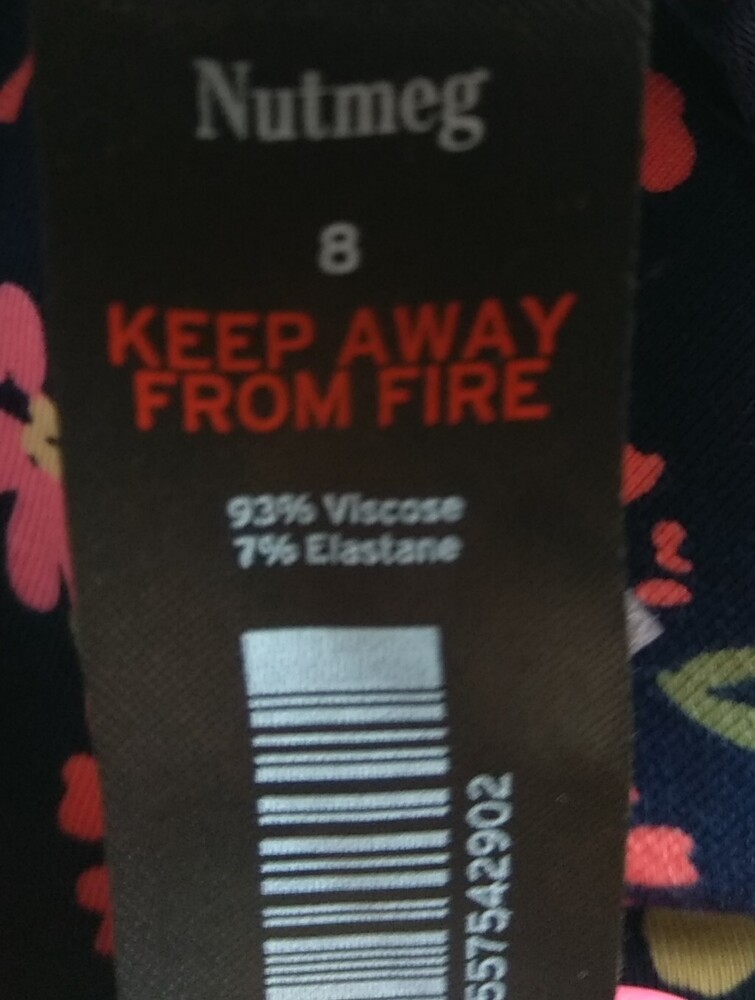 Nutmeg
8
KEEP AWAY
FROM FIRE
93% Viscose
7% Elastane
557542902